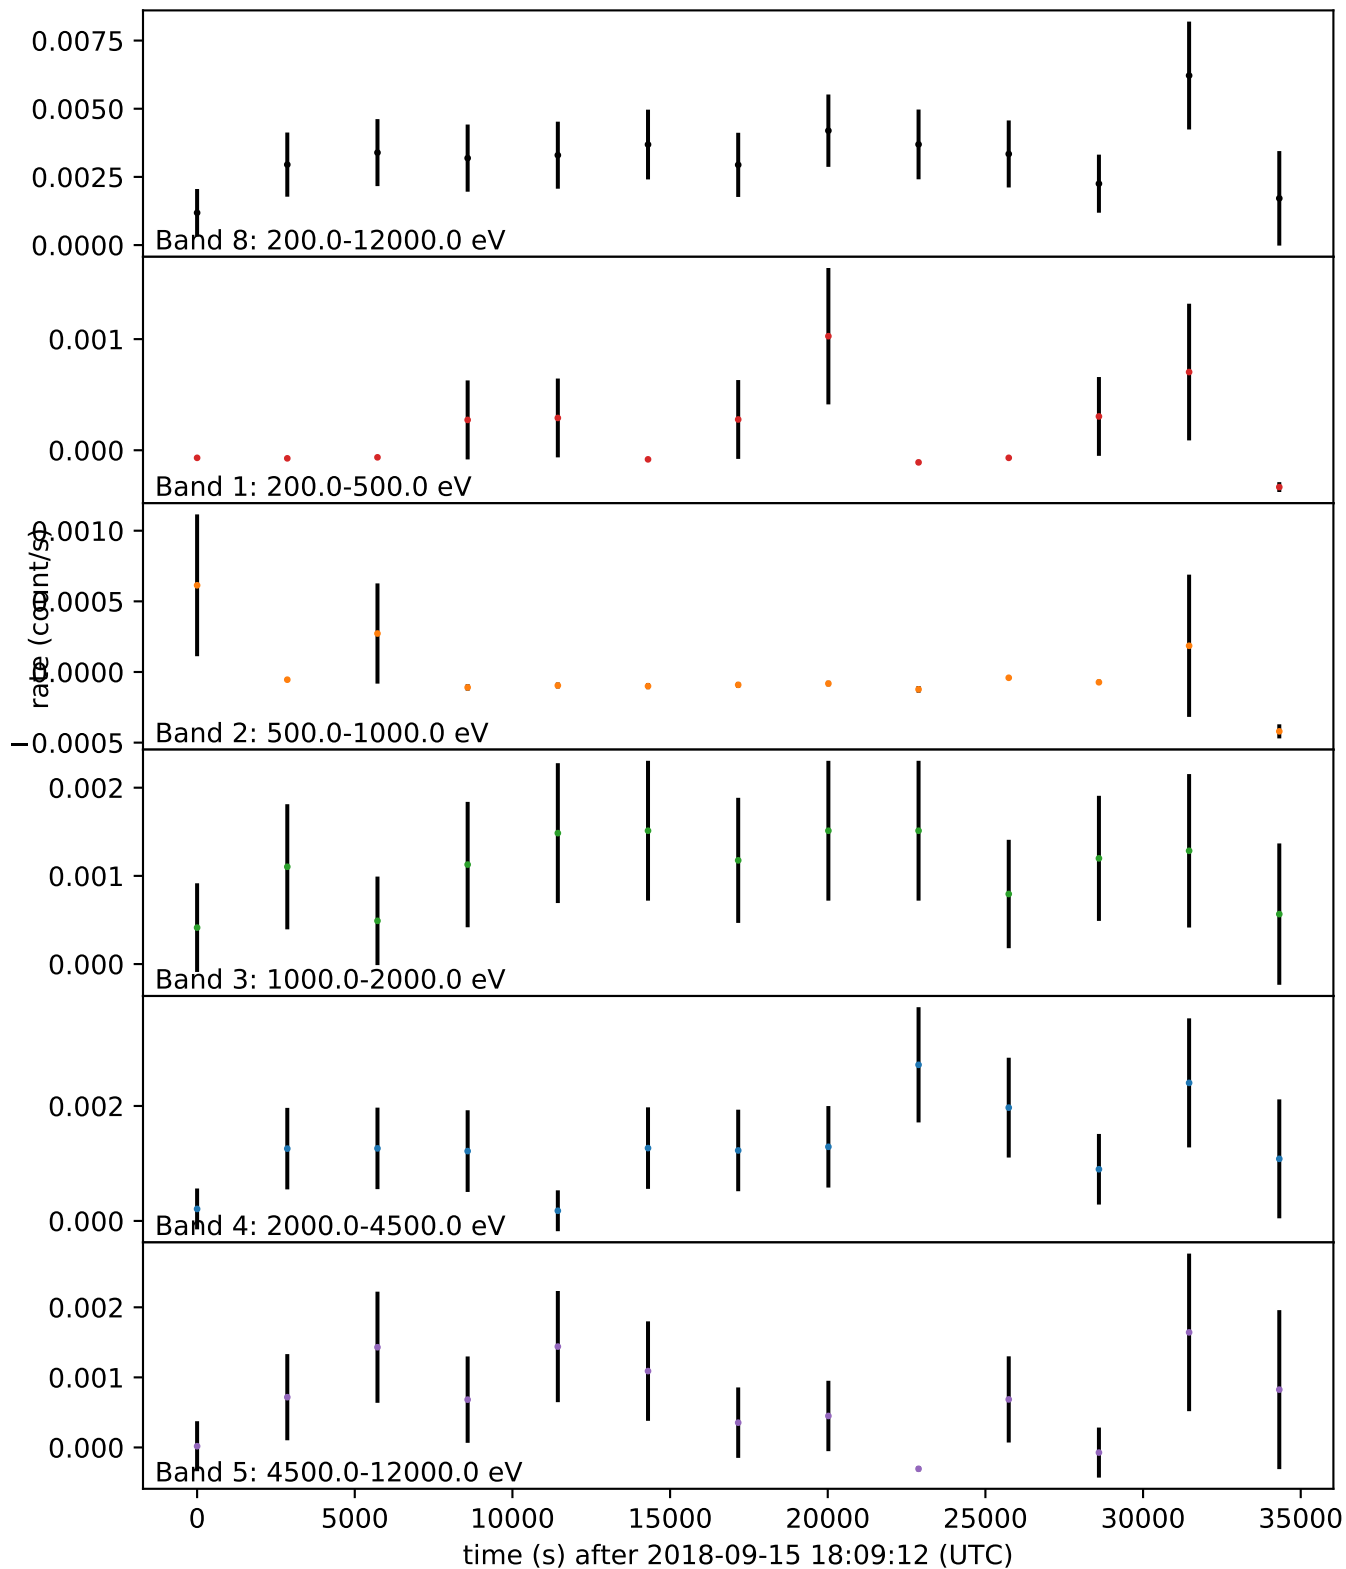 0.0075
0.0050
0.0025
0.0000
Band 8: 200.0-12000.0 eV
0.001
0.000
Band 1: 200.0-500.0 eV
0.0010
0.0005
0.0000
−0.0005
rate (count/s)
Band 2: 500.0-1000.0 eV
0.002
0.001
0.000
Band 3: 1000.0-2000.0 eV
0.002
0.000
Band 4: 2000.0-4500.0 eV
0.002
0.001
0.000
Band 5: 4500.0-12000.0 eV
0 5000 10000 15000 20000 25000 30000 35000
time (s) after 2018-09-15 18:09:12 (UTC)